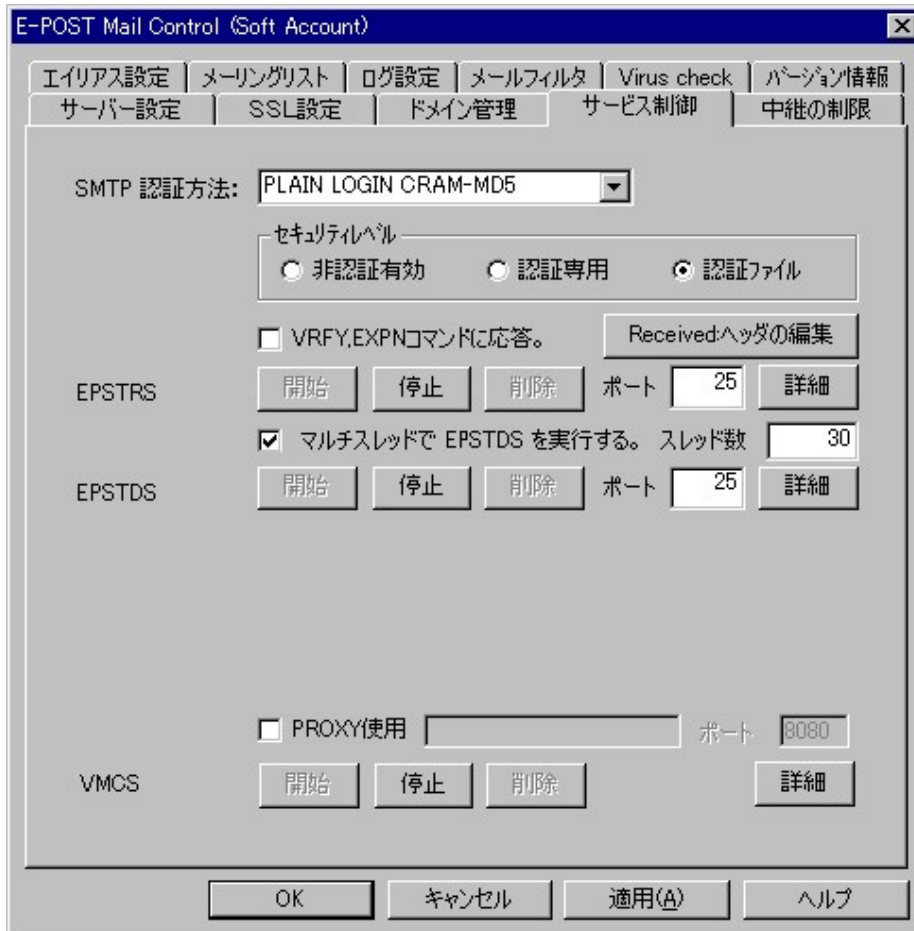 E-POST Mail Control (Soft Account)
エイリアス設定 メーリングリスト ログ設定 メールフィルタ Virus check バージョン情報
サーバー設定 SSL設定 ドメイン管理 サービス制御 中継の制限
SMTP 認証方法: PLAIN LOGIN CRAM-MD5
セキュリティレベル
非認証有効 認証専用 認証ファイル
VRFY,EXPNコマンドに応答。 Received:ヘッダの編集
EPSTRS 開始 停止 削除 ポート 25 詳細
マルチスレッドで EPSTDS を実行する。 スレッド数 30
EPSTDS 開始 停止 削除 ポート 25 詳細
PROXY使用 ポート 8080
VMCS 開始 停止 削除 詳細
OK キャンセル 適用(A) ヘルプ